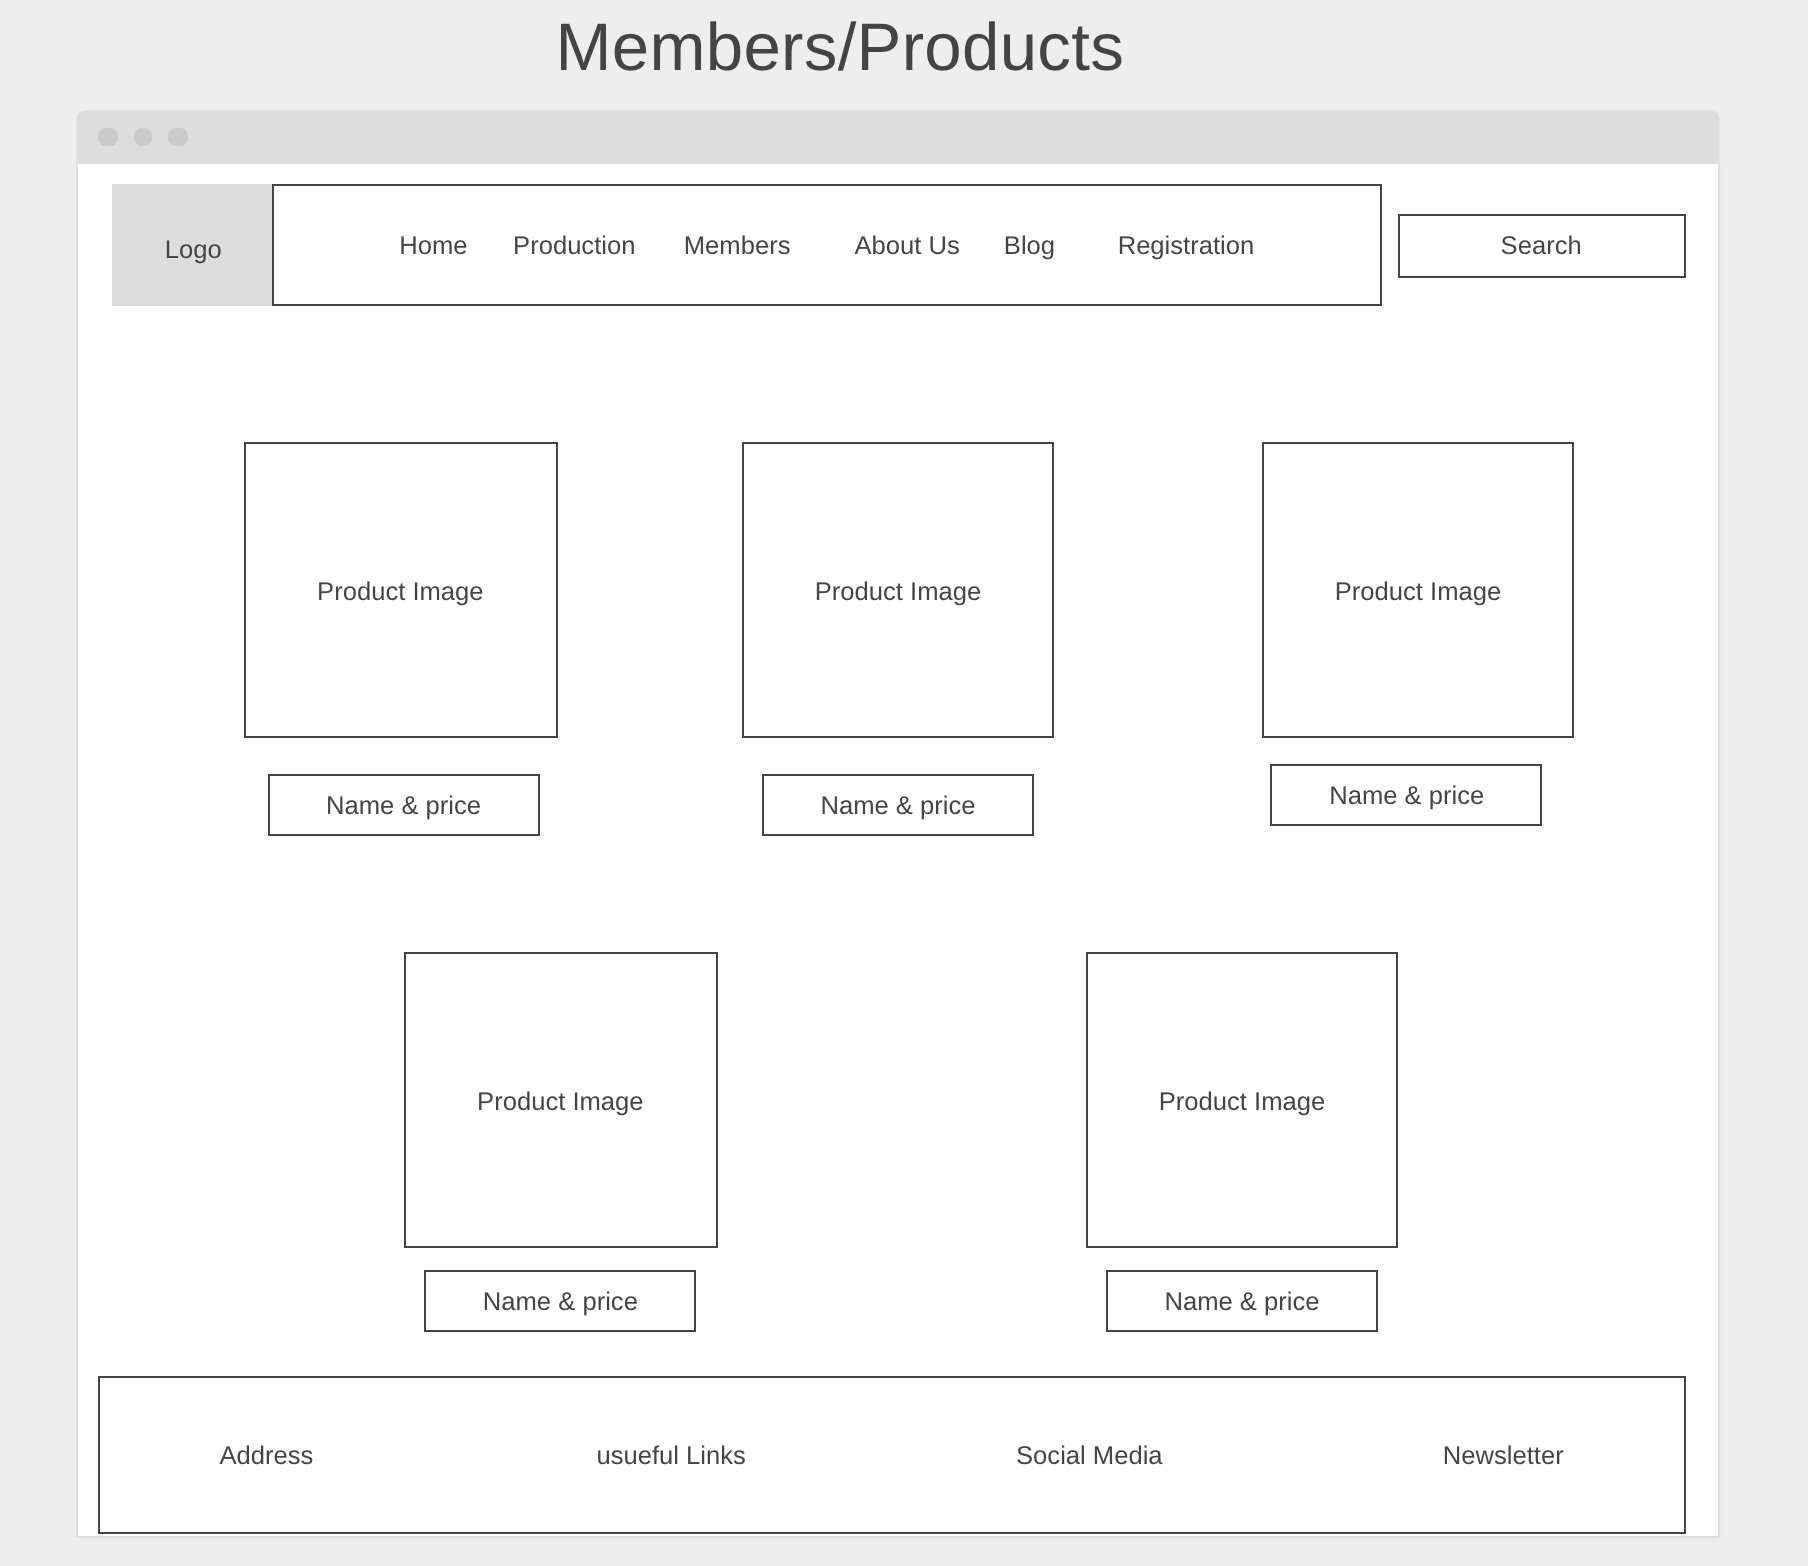 Members/Products
Logo
Home Production Members About Us Blog Registration
Search
Product Image Product Image Product Image
Name & price Name & price Name & price
Product Image Product Image
Name & price Name & price
Address usueful Links Social Media Newsletter